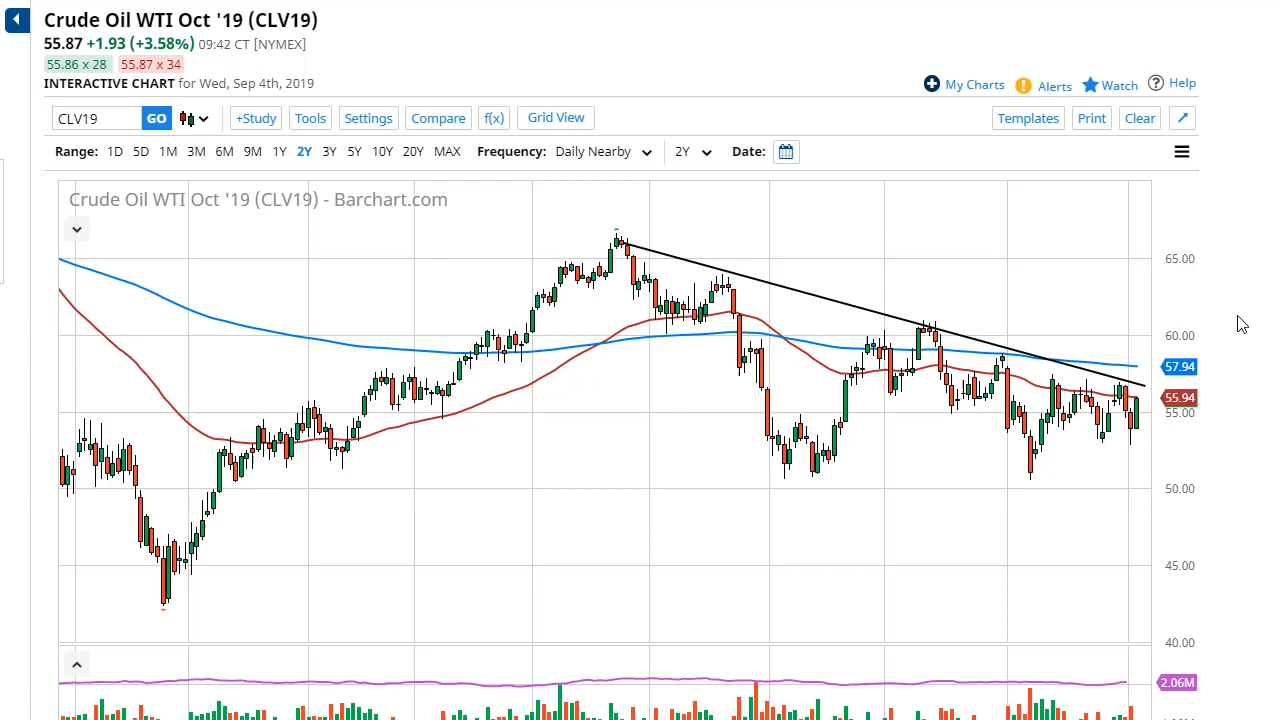 Crude Oil WTI Oct '19 (CLV19)
55.87 +1.93 (+3.58%) 09:42 CT [NYMEX]
55.86 x 28 55.87 x 34
INTERACTIVE CHART for Wed, Sep 4th, 2019
My Charts Alerts Watch Help
CLV19 GO +Study Tools Settings Compare f(x) Grid View Templates Print Clear
Range: 1D 5D 1M 3M 6M 9M 1Y 2Y 3Y 5Y 10Y 20Y MAX Frequency: Daily Nearby 2Y Date:
Crude Oil WTI Oct '19 (CLV19) - Barchart.com
65.00
60.00
57.94
55.94
55.00
50.00
45.00
40.00
2.06M